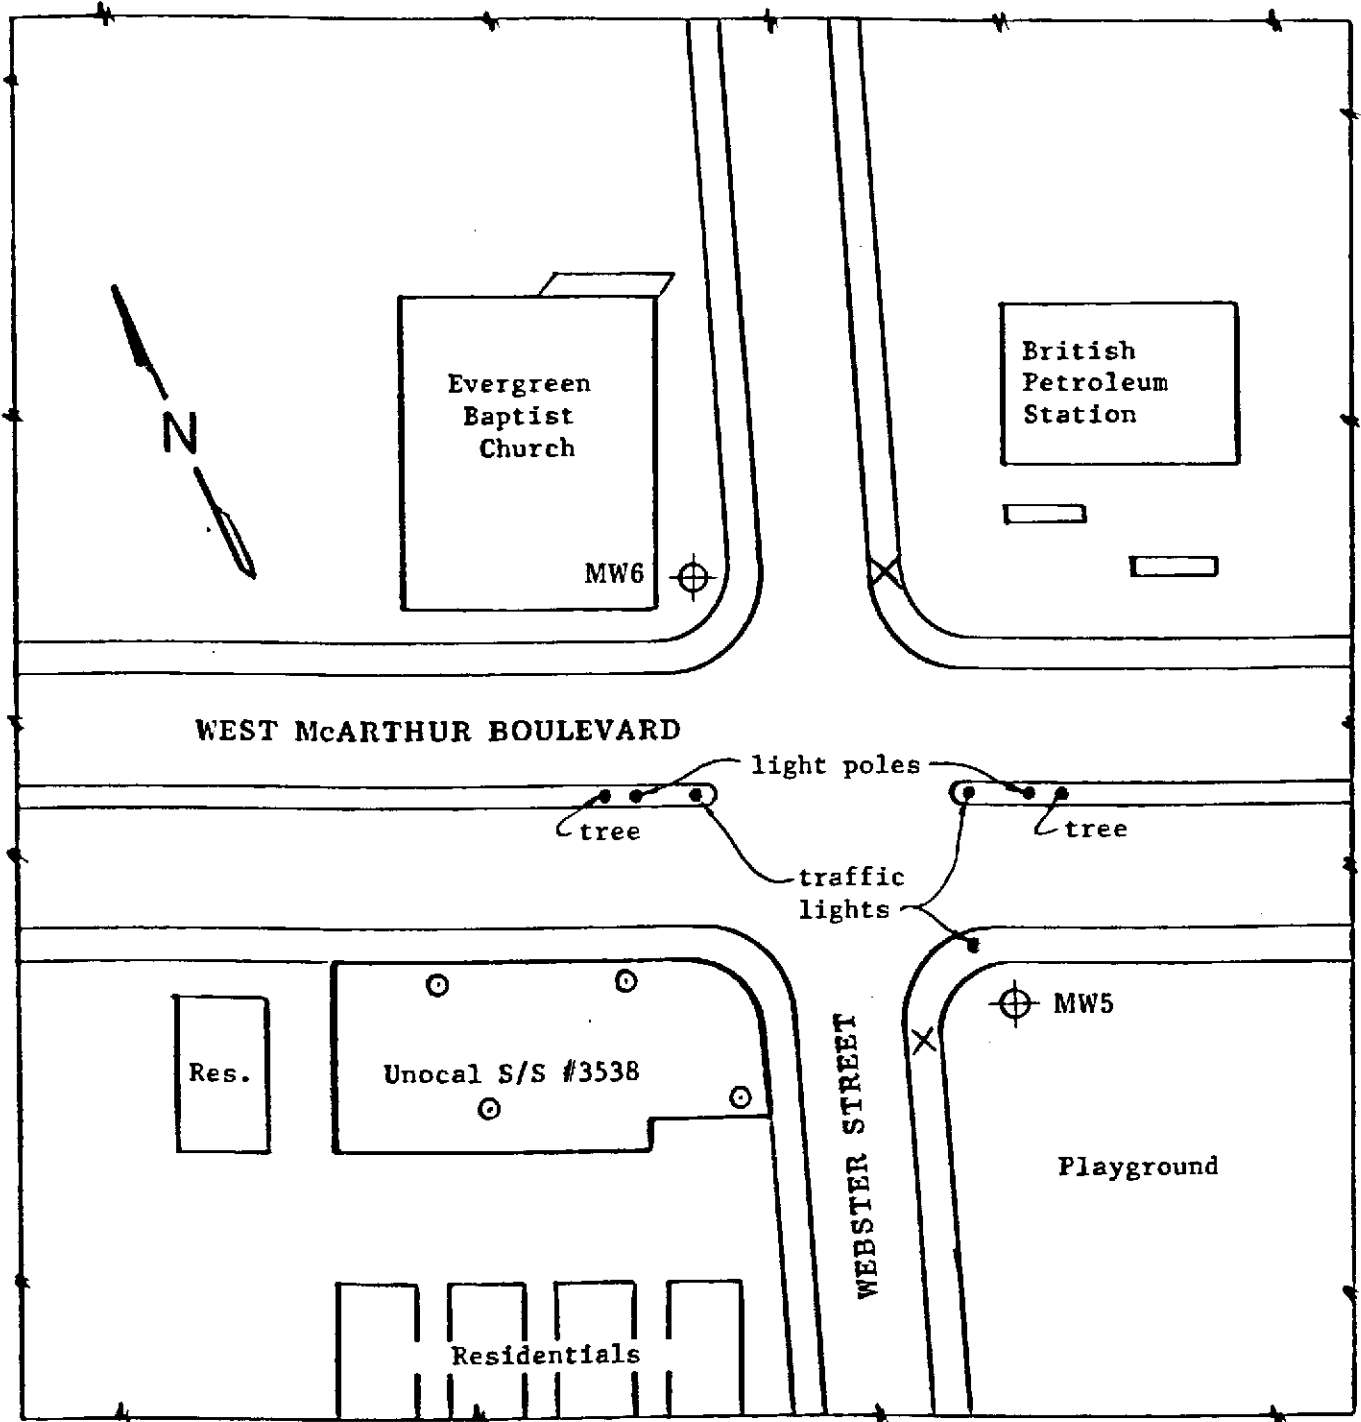 British
Petroleum
Station
Evergreen
Baptist
Church
N
MW6
WEST McARTHUR BOULEVARD
light poles
tree
tree
traffic
lights
MW5
Res.
Unocal S/S #3538
WEBSTER STREET
Playground
Residentials